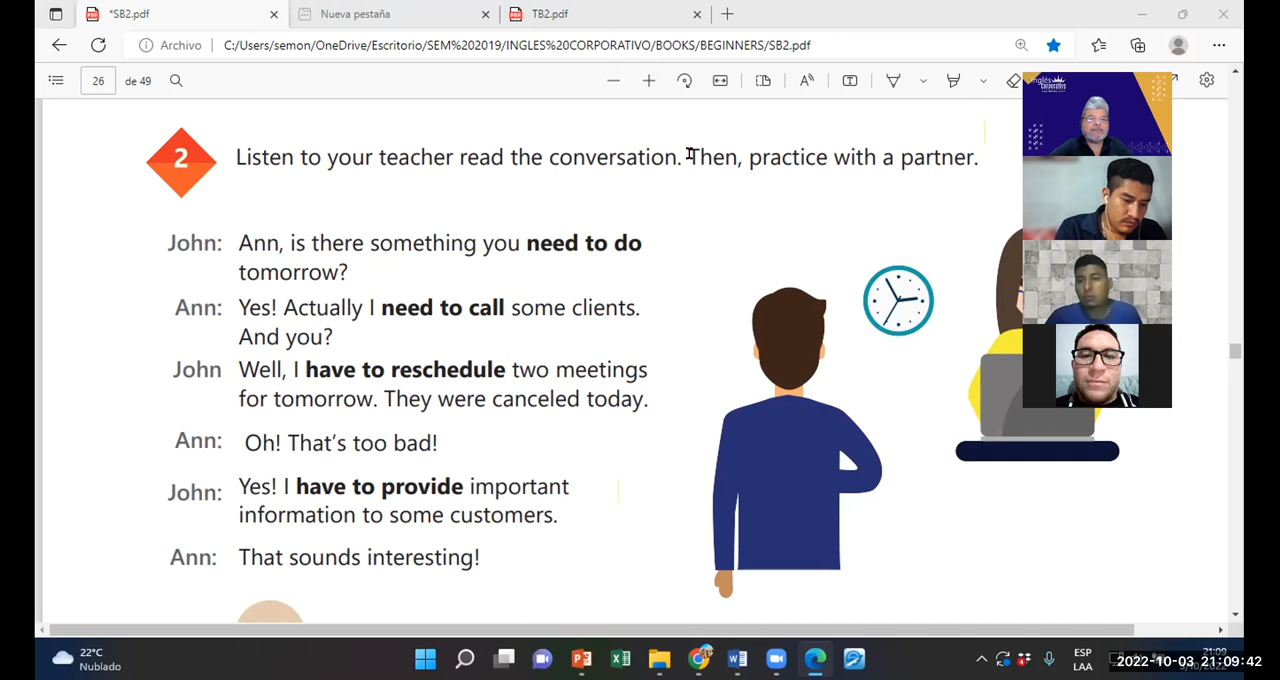 *SB2.pdf
Nueva pestaña
TB2.pdf
Archivo
C:/Users/semon/OneDrive/Escritorio/SEM%202019/INGLES%20CORPORATIVO/BOOKS/BEGINNERS/SB2.pdf
26 de 49
Inglés
Corporativo
2
Listen to your teacher read the conversation. Then, practice with a partner.
John: Ann, is there something you need to do
tomorrow?
Ann: Yes! Actually I need to call some clients.
And you?
John Well, I have to reschedule two meetings
for tomorrow. They were canceled today.
Ann: Oh! That's too bad!
John: Yes! I have to provide important
information to some customers.
Ann: That sounds interesting!
22°C
Nublado
ESP
LAA
21:09
2022-10-03 21:09:42